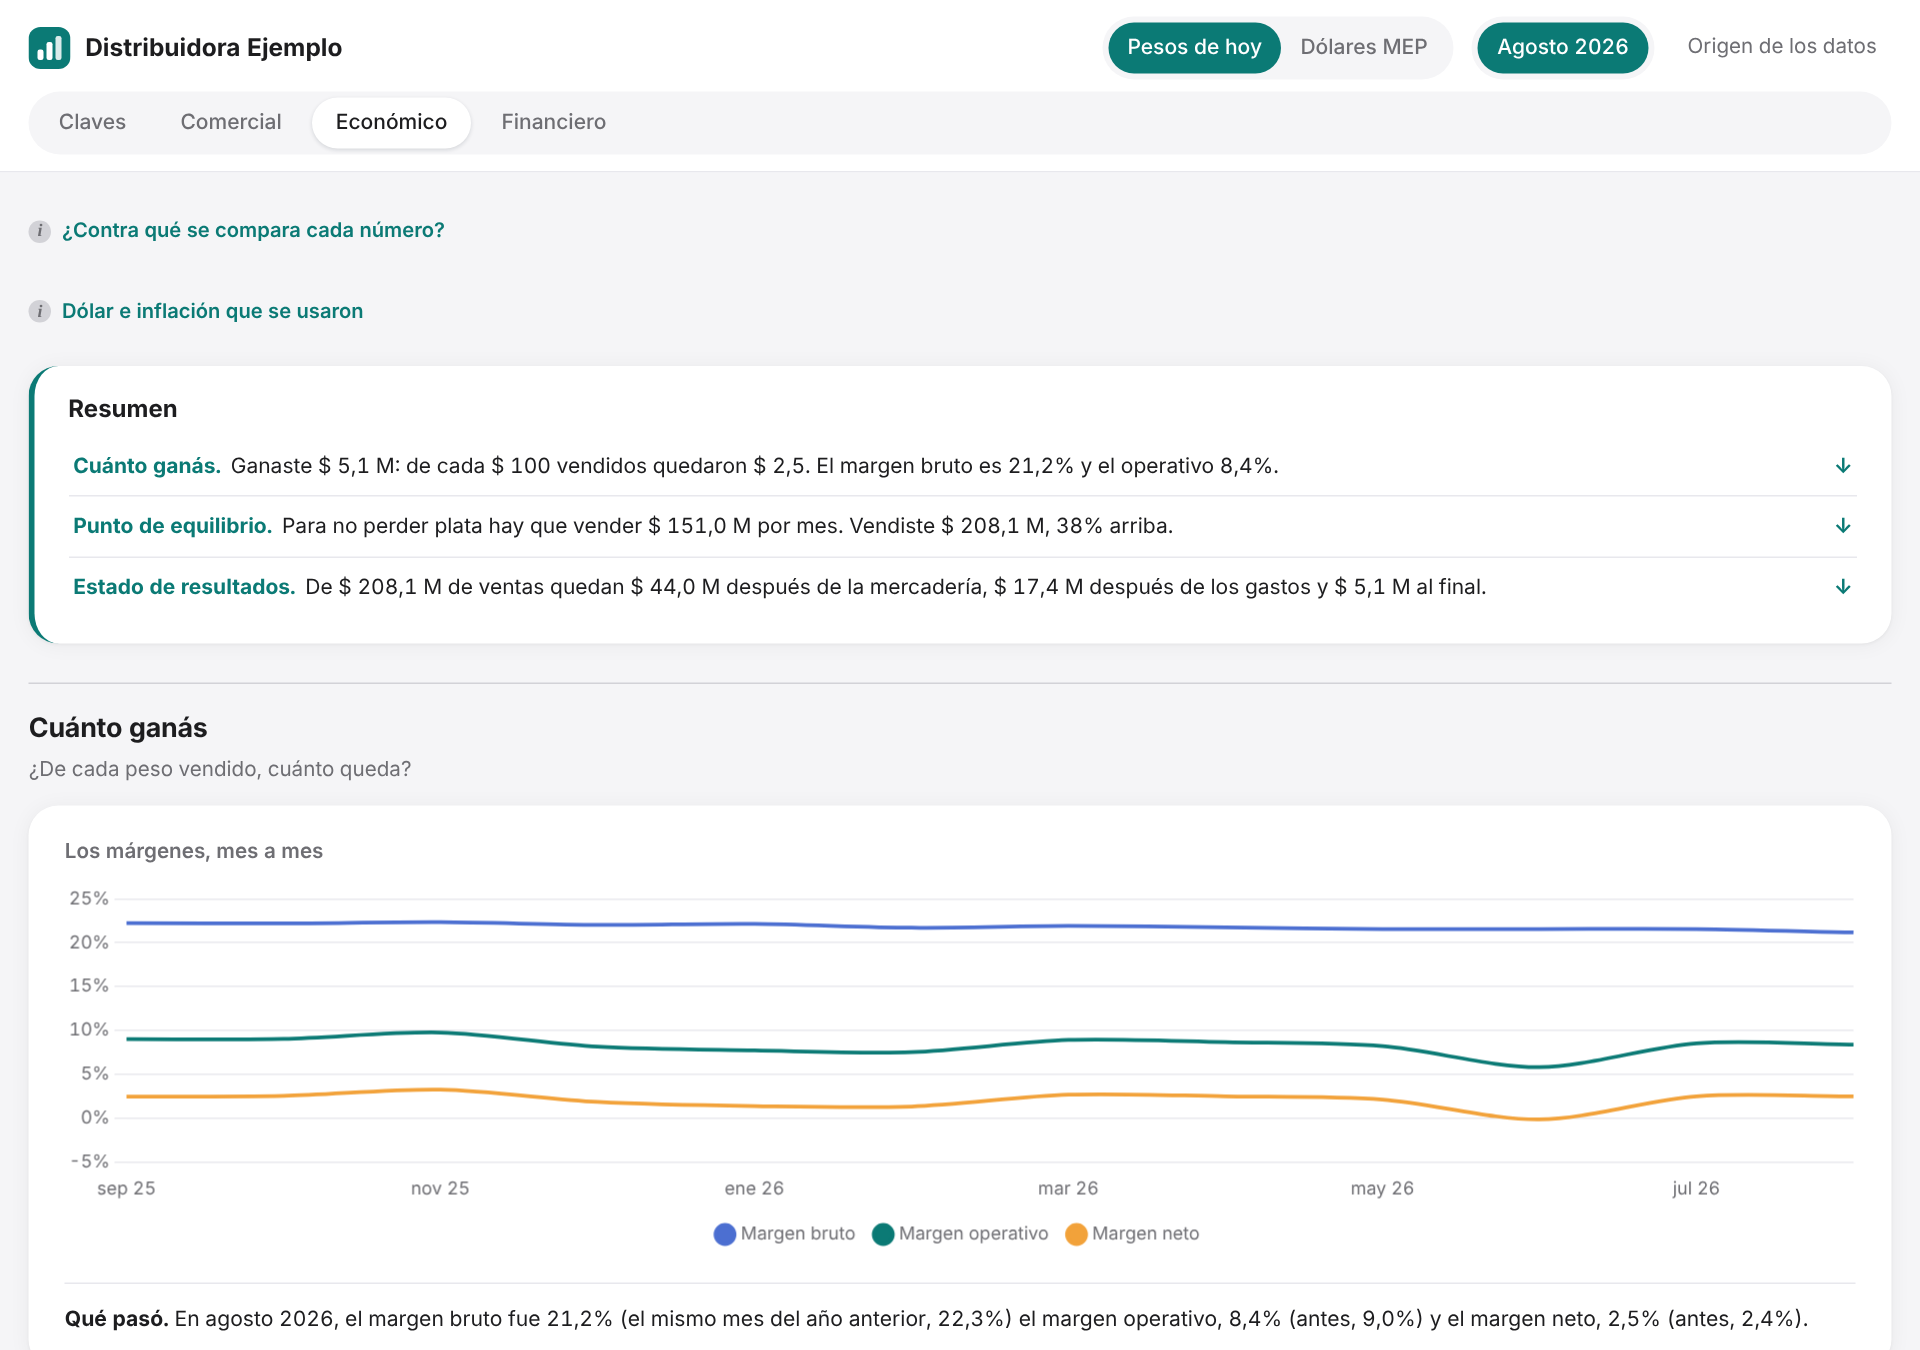 Distribuidora Ejemplo
Pesos de hoy
Dólares MEP
Agosto 2026
Origen de los datos
Claves
Comercial
Económico
Financiero
i ¿Contra qué se compara cada número?
i Dólar e inflación que se usaron
Resumen
Cuánto ganás. Ganaste $ 5,1 M: de cada $ 100 vendidos quedaron $ 2,5. El margen bruto es 21,2% y el operativo 8,4%.
Punto de equilibrio. Para no perder plata hay que vender $ 151,0 M por mes. Vendiste $ 208,1 M, 38% arriba.
Estado de resultados. De $ 208,1 M de ventas quedan $ 44,0 M después de la mercadería, $ 17,4 M después de los gastos y $ 5,1 M al final.
Cuánto ganás
¿De cada peso vendido, cuánto queda?
Los márgenes, mes a mes
25%
20%
15%
10%
5%
0%
-5%
sep 25 nov 25 ene 26 mar 26 may 26 jul 26
Margen bruto Margen operativo Margen neto
Qué pasó. En agosto 2026, el margen bruto fue 21,2% (el mismo mes del año anterior, 22,3%) el margen operativo, 8,4% (antes, 9,0%) y el margen neto, 2,5% (antes, 2,4%).